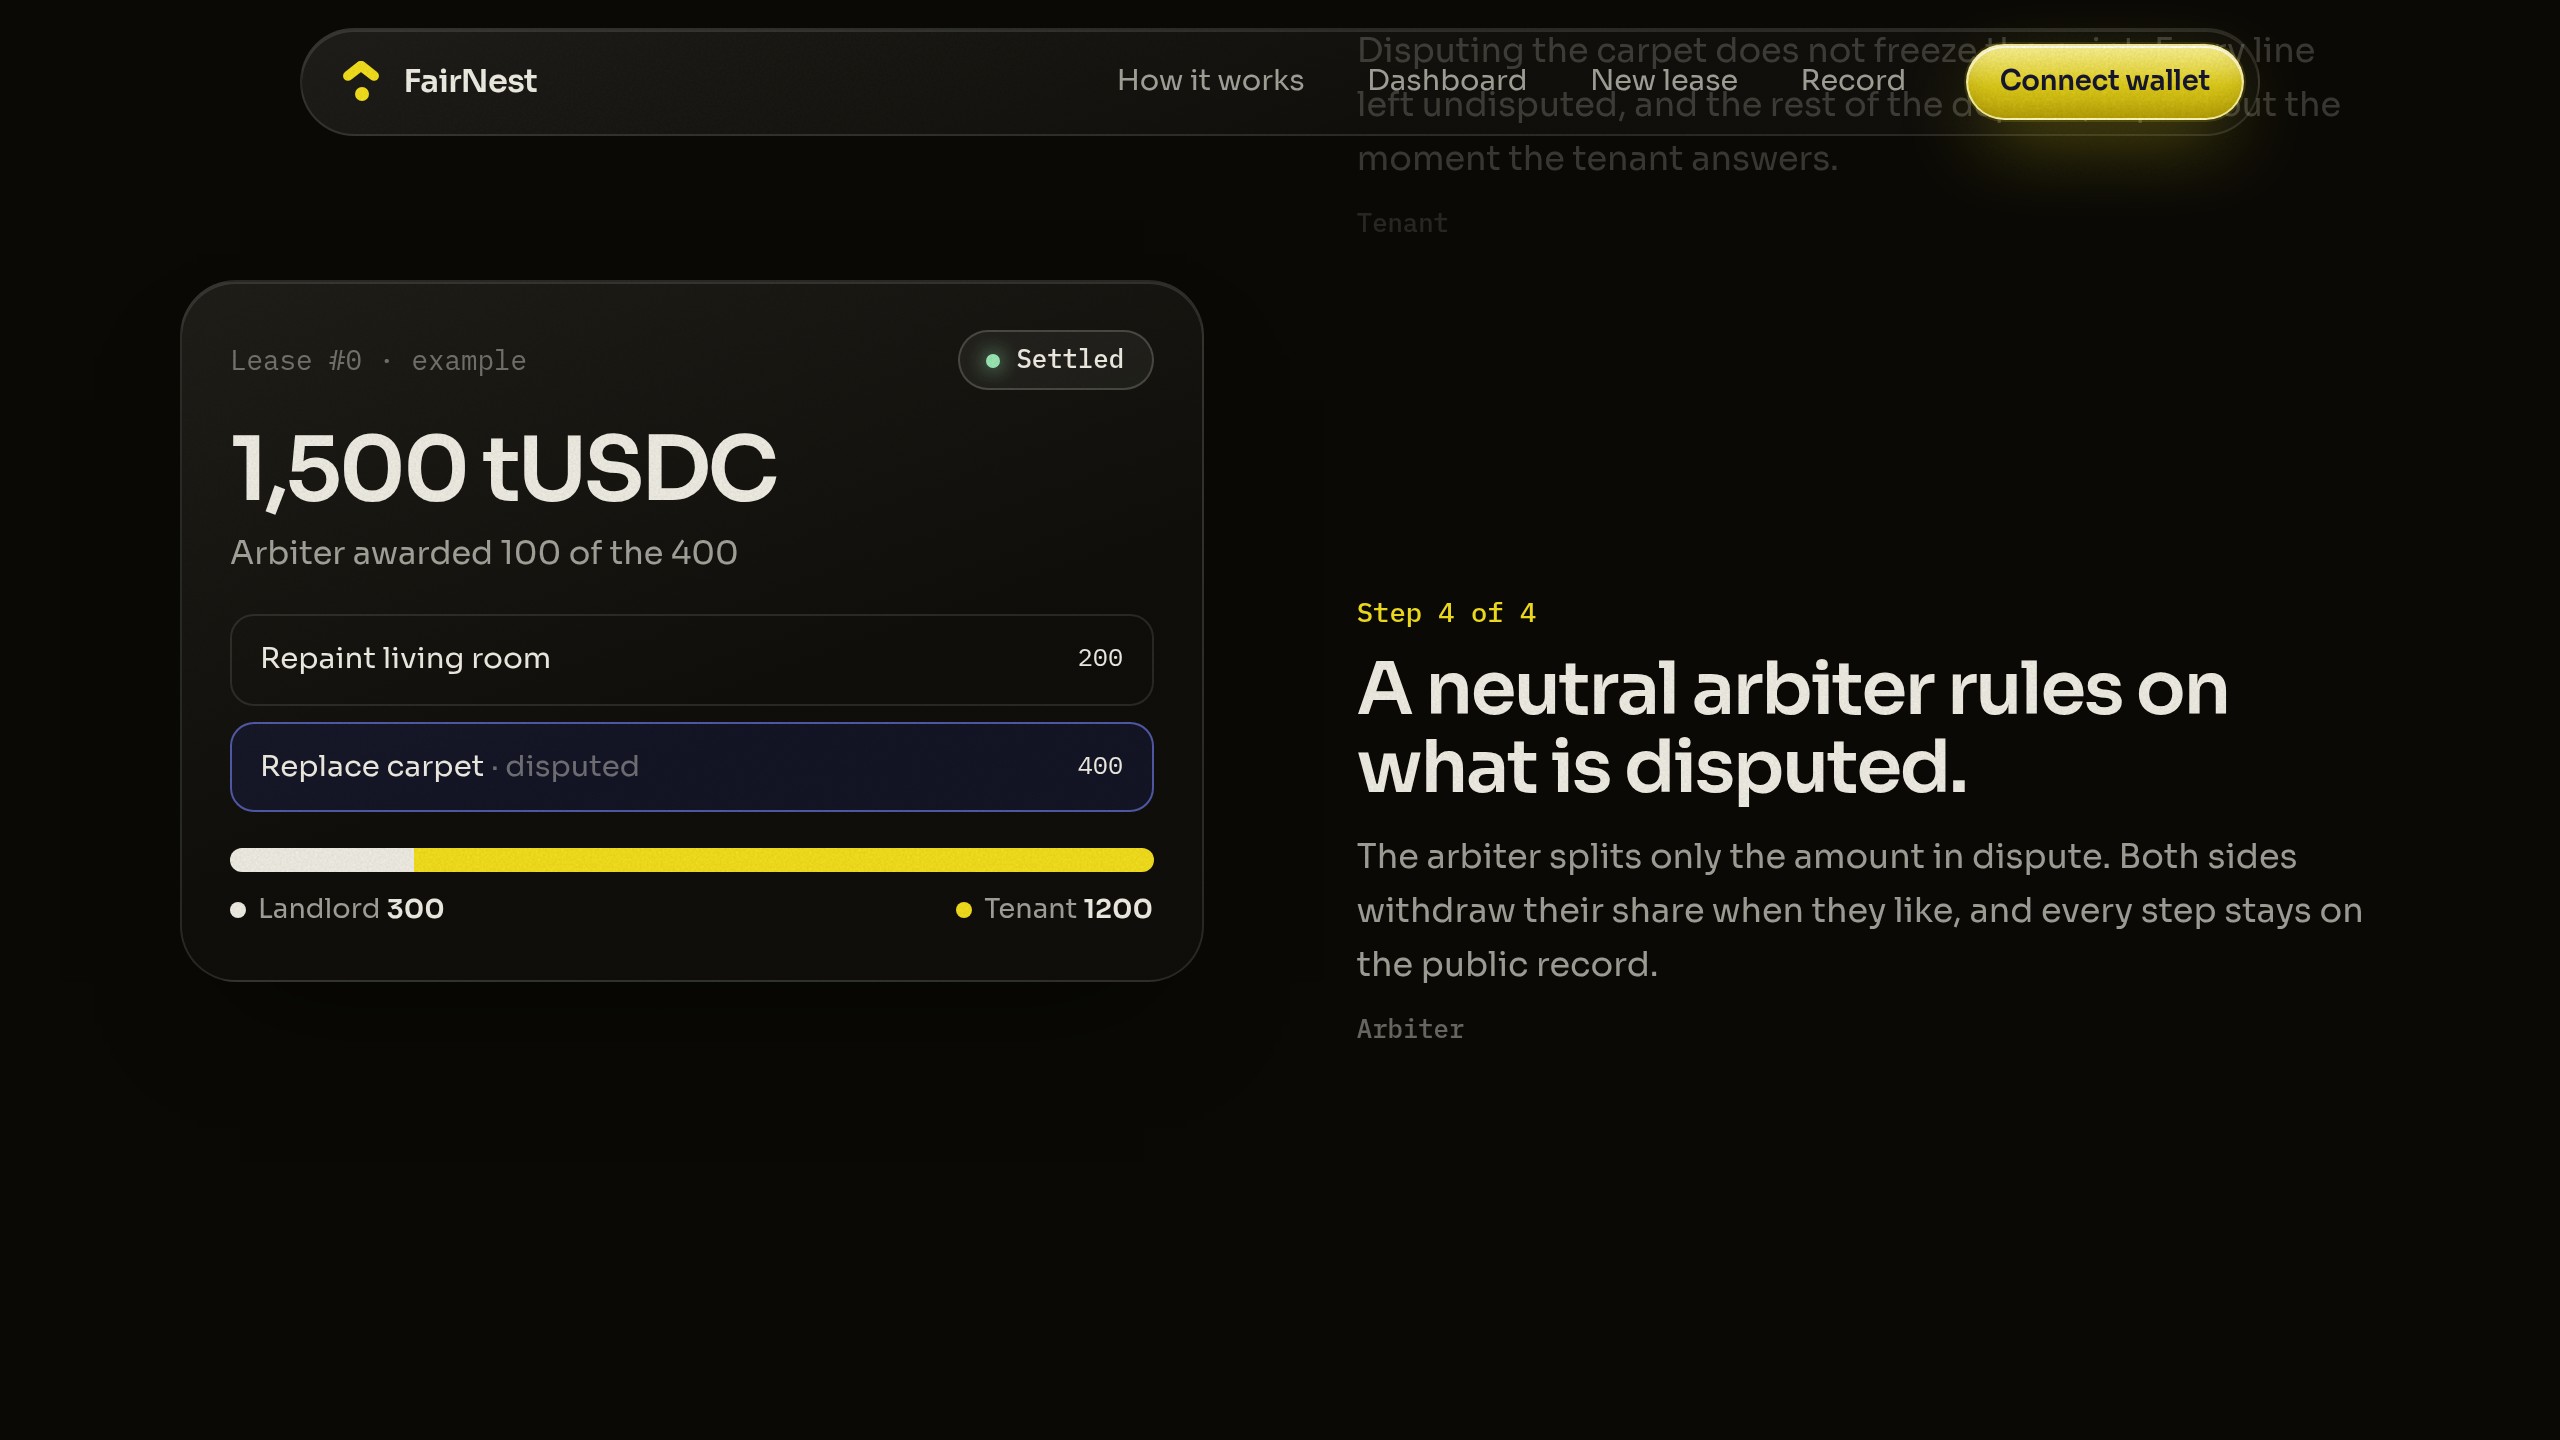 FairNest
How it works
Dashboard
New lease
Record
Connect wallet
Disputing the carpet does not freeze line
left undisputed, and the rest of the the
moment the tenant answers.
Tenant
Lease #0 · example
Settled
1,500 tUSDC
Arbiter awarded 100 of the 400
Repaint living room 200
Replace carpet · disputed 400
Landlord 300
Tenant 1200
Step 4 of 4
A neutral arbiter rules on
what is disputed.
The arbiter splits only the amount in dispute. Both sides
withdraw their share when they like, and every step stays on
the public record.
Arbiter